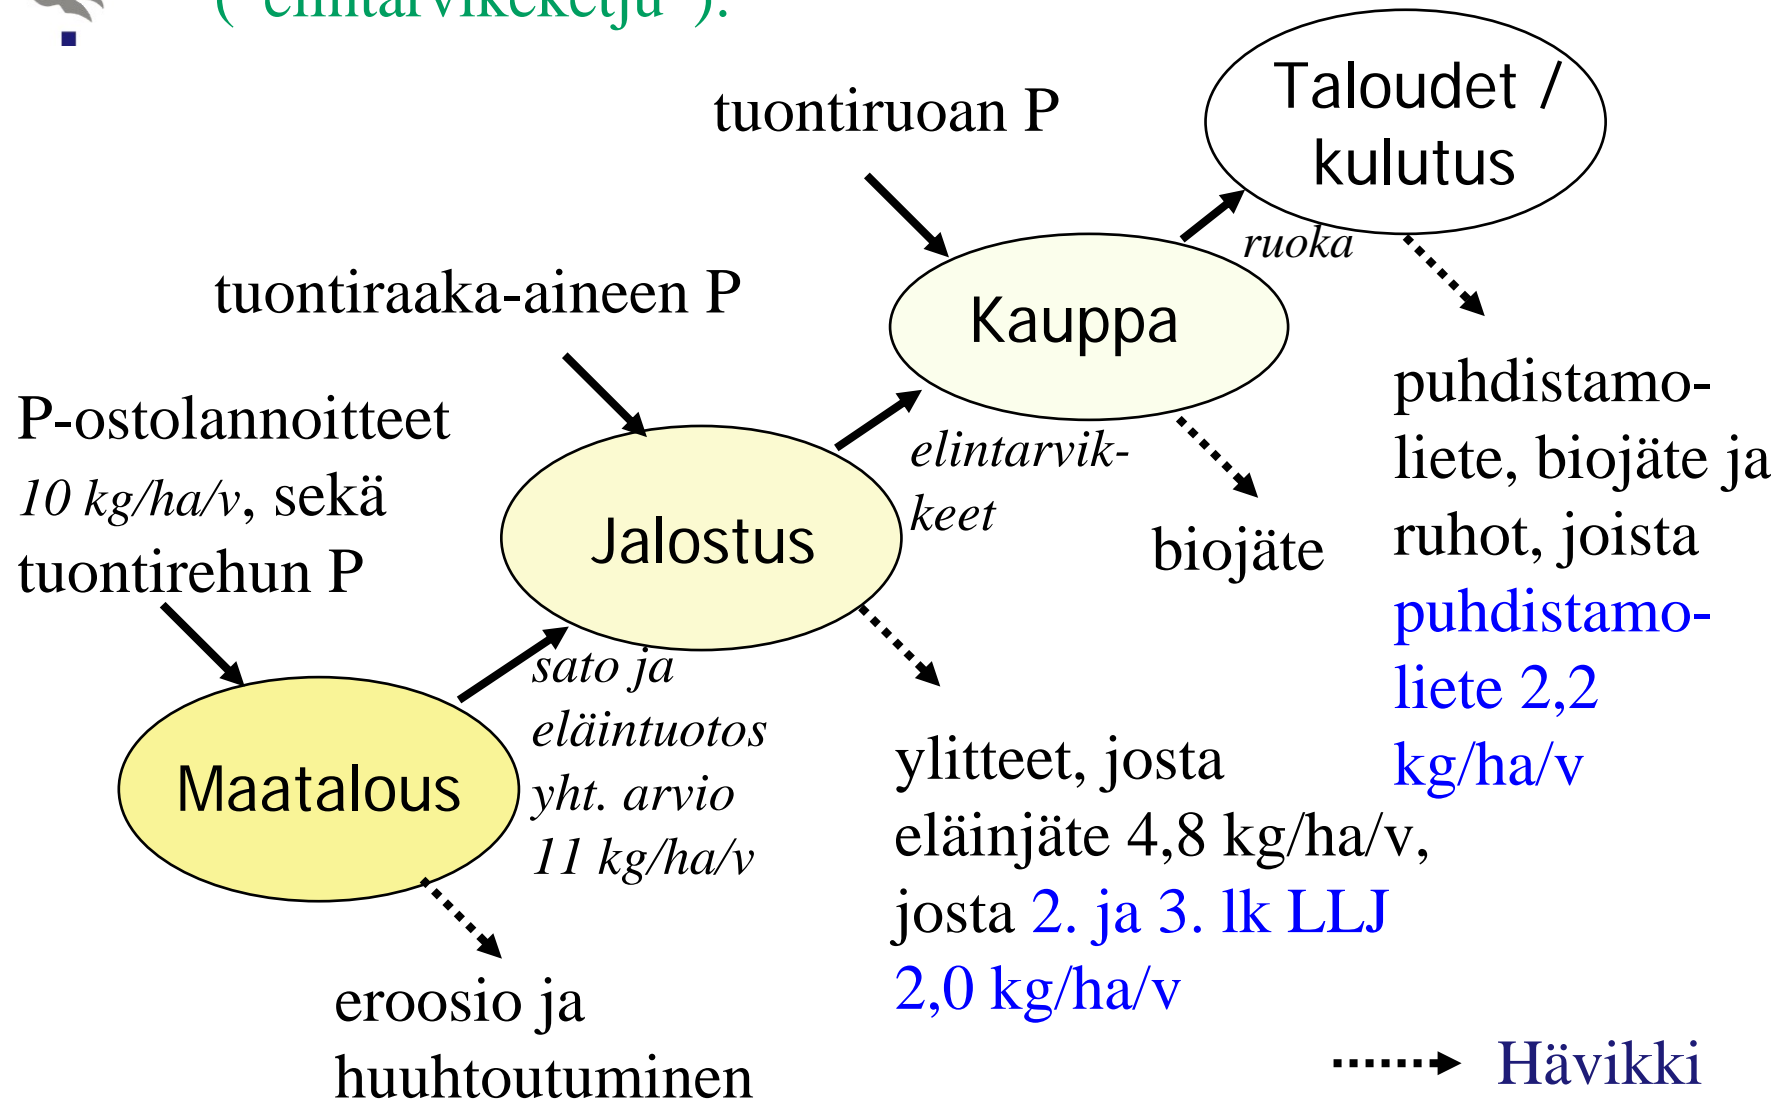 ("elintarvikeketju").
Taloudet /
kulutus
tuontiruoan P
ruoka
tuontiraaka-aineen P
Kauppa
puhdistamo-
liete, biojäte ja
ruhot, joista
puhdistamo-
liete 2,2
kg/ha/v
P-ostolannoitteet
10 kg/ha/v, sekä
tuontirehun P
elintarvik-
keet
biojäte
Jalostus
sato ja
eläintuotos
yht. arvio
11 kg/ha/v
Maatalous
ylitteet, josta
eläinjäte 4,8 kg/ha/v,
josta 2. ja 3. lk LLJ
2,0 kg/ha/v
eroosio ja
huuhtoutuminen
Hävikki